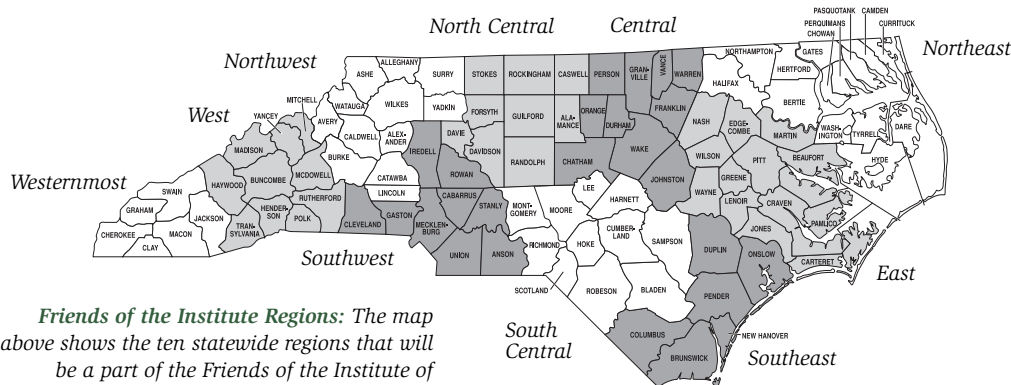 PASQUOTANK CAMDEN
PERQUIMANS CURRITUCK
CHOWAN
North Central
Central
Northeast
Northwest
West
Westernmost
Southwest
South
Central
Southeast
East
ALLEGHANY
ASHE
SURRY
STOKES
ROCKINGHAM
CASWELL
PERSON
GRAN-
VILLE
VANCE
WARREN
NORTHAMPTON
GATES
HERTFORD
HALIFAX
BERTIE
MITCHELL
YANCEY
WATAUGA
WILKES
YADKIN
FORSYTH
GUILFORD
ALA-
MANCE
ORANGE
DURHAM
FRANKLIN
NASH
EDGE-
COMBE
MARTIN
WASH-
INGTON
TYRRELL
DARE
AVERY
CALDWELL
ALEX-
ANDER
IREDELL
DAVIE
DAVIDSON
RANDOLPH
CHATHAM
WAKE
WILSON
PITT
BEAUFORT
HYDE
MADISON
BURKE
MCDOWELL
CATAWBA
ROWAN
JOHNSTON
GREENE
WAYNE
LENOIR
CRAVEN
PAMLICO
SWAIN
HAYWOOD
BUNCOMBE
RUTHERFORD
LINCOLN
CABARRUS
STANLY
MONT-
GOMERY
MOORE
LEE
HARNETT
JONES
GRAHAM
JACKSON
HENDER-
SON
POLK
CLEVELAND
GASTON
MECKLEN-
BURG
TRAN-
SYLVANIA
CHEROKEE
MACON
CLAY
UNION
ANSON
RICHMOND
HOKE
CUMBER-
LAND
SAMPSON
DUPLIN
ONSLOW
CARTERET
SCOTLAND
ROBESON
BLADEN
PENDER
COLUMBUS
NEW HANOVER
BRUNSWICK
Friends of the Institute Regions: The map
above shows the ten statewide regions that will
be a part of the Friends of the Institute of